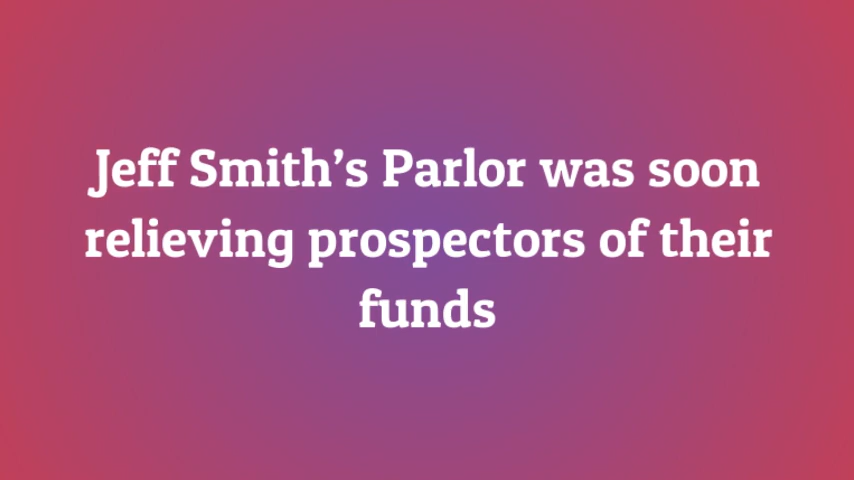 Jeff Smith’s Parlor was soon
relieving prospectors of their
funds